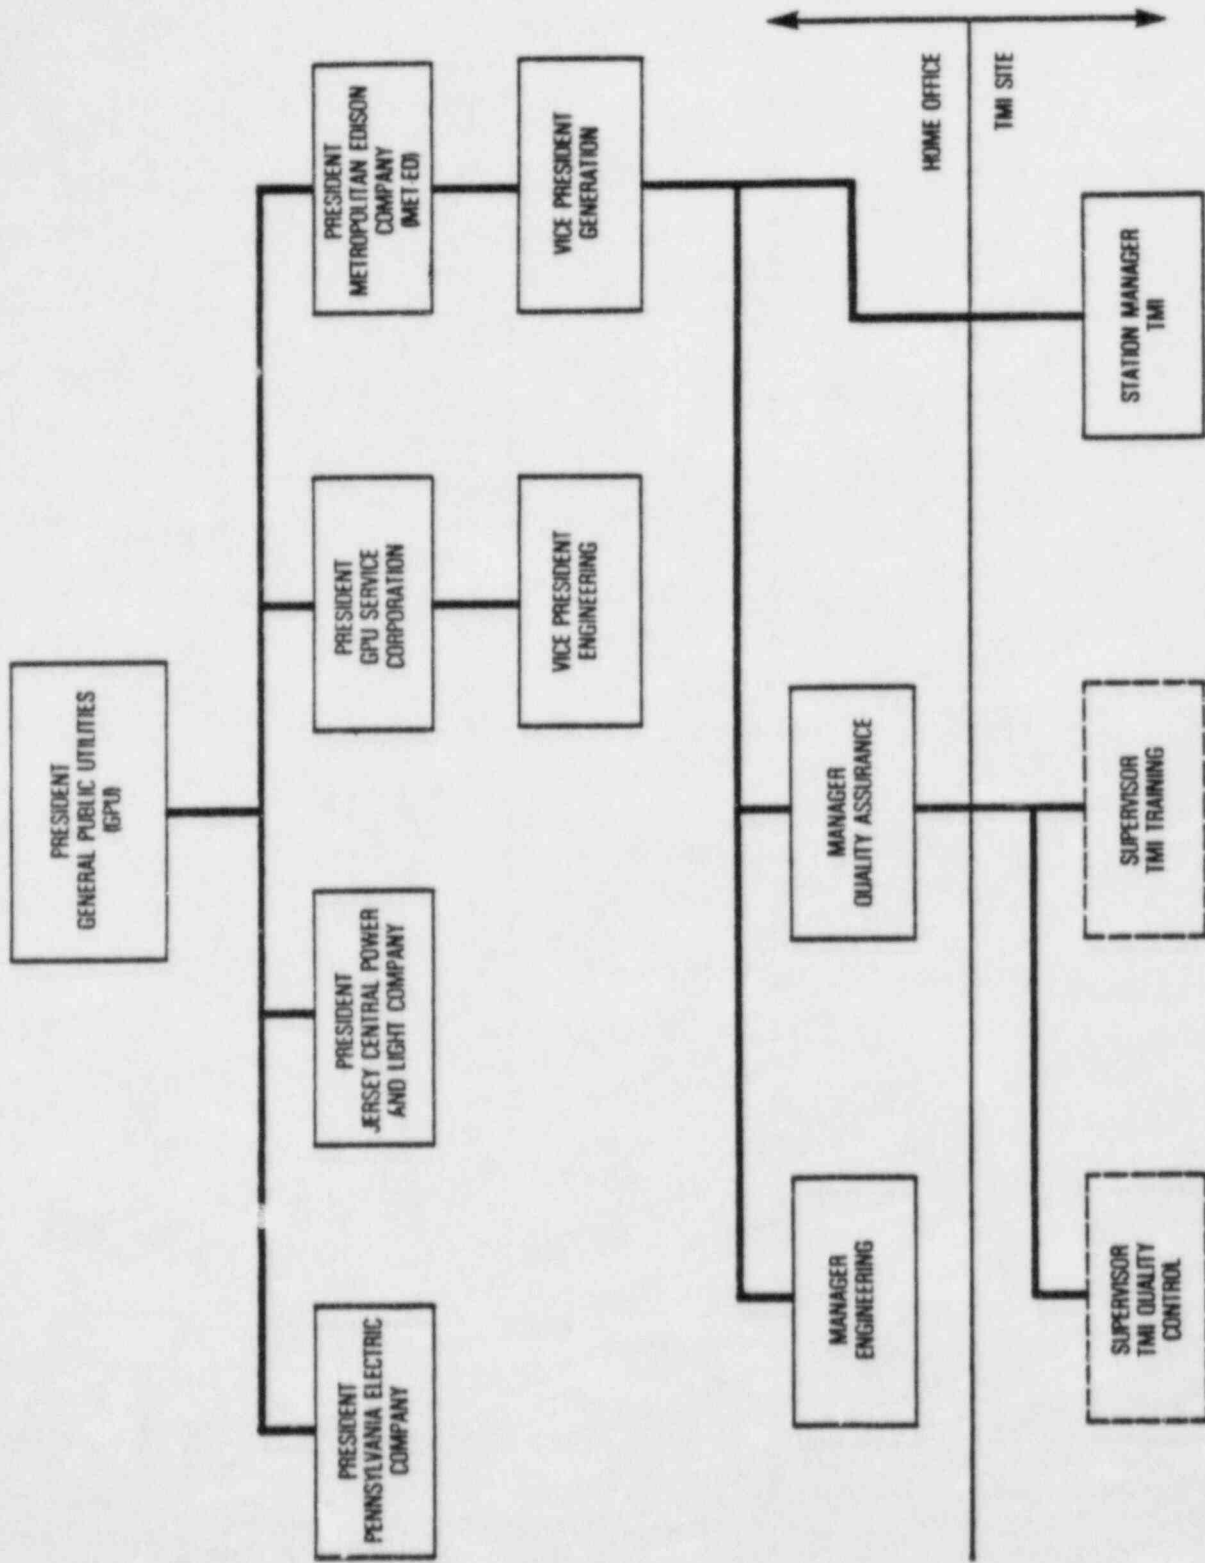 PRESIDENT
GENERAL PUBLIC UTILITIES
(GPU)
PRESIDENT
PENNSYLVANIA ELECTRIC
COMPANY
PRESIDENT
JERSEY CENTRAL POWER
AND LIGHT COMPANY
PRESIDENT
GPU SERVICE
CORPORATION
PRESIDENT
METROPOLITAN EDISON
COMPANY
(MET-ED)
VICE PRESIDENT
ENGINEERING
VICE PRESIDENT
GENERATION
MANAGER
ENGINEERING
MANAGER
QUALITY ASSURANCE
HOME OFFICE
TMI SITE
SUPERVISOR
TMI QUALITY
CONTROL
SUPERVISOR
TMI TRAINING
STATION MANAGER
TMI